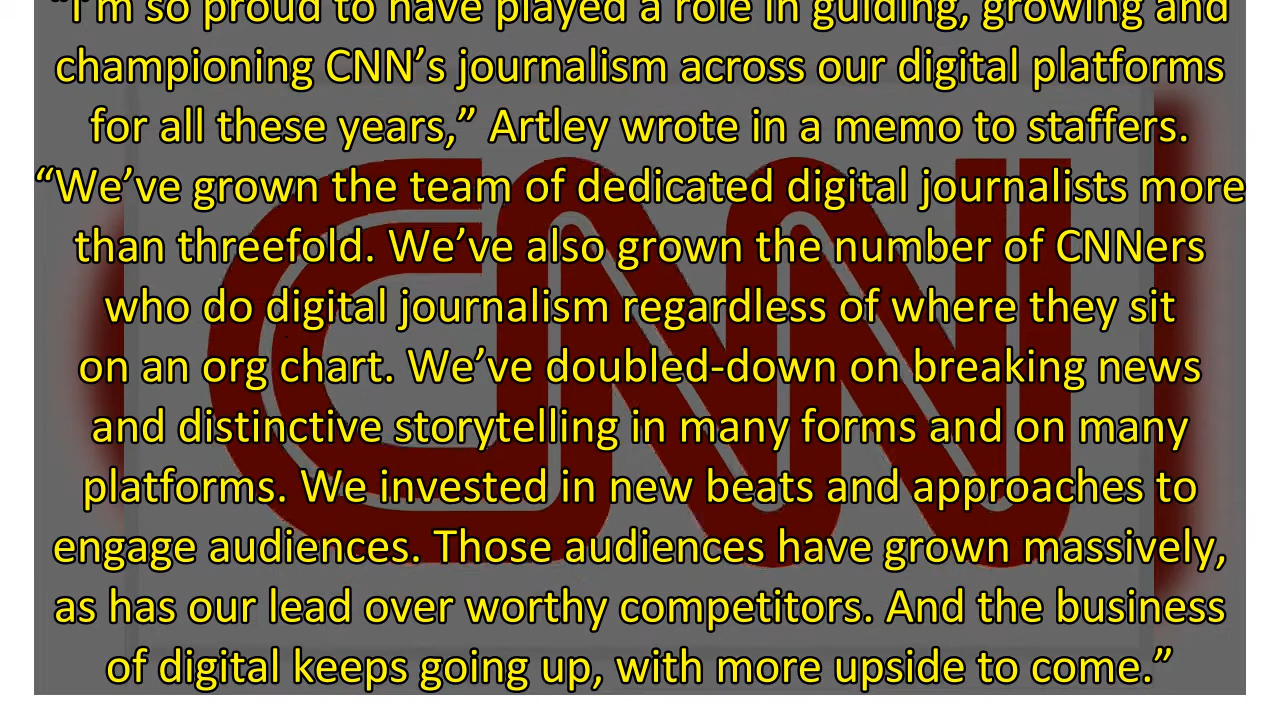 "I'm so proud to have played a role in guiding, growing and
championing CNN's journalism across our digital platforms
for all these years,” Artley wrote in a memo to staffers.
“We’ve grown the team of dedicated digital journalists more
than threefold. We’ve also grown the number of CNNers
who do digital journalism regardless of where they sit
on an org chart. We’ve doubled-down on breaking news
and distinctive storytelling in many forms and on many
platforms. We invested in new beats and approaches to
engage audiences. Those audiences have grown massively,
as has our lead over worthy competitors. And the business
of digital keeps going up, with more upside to come.”
CNN